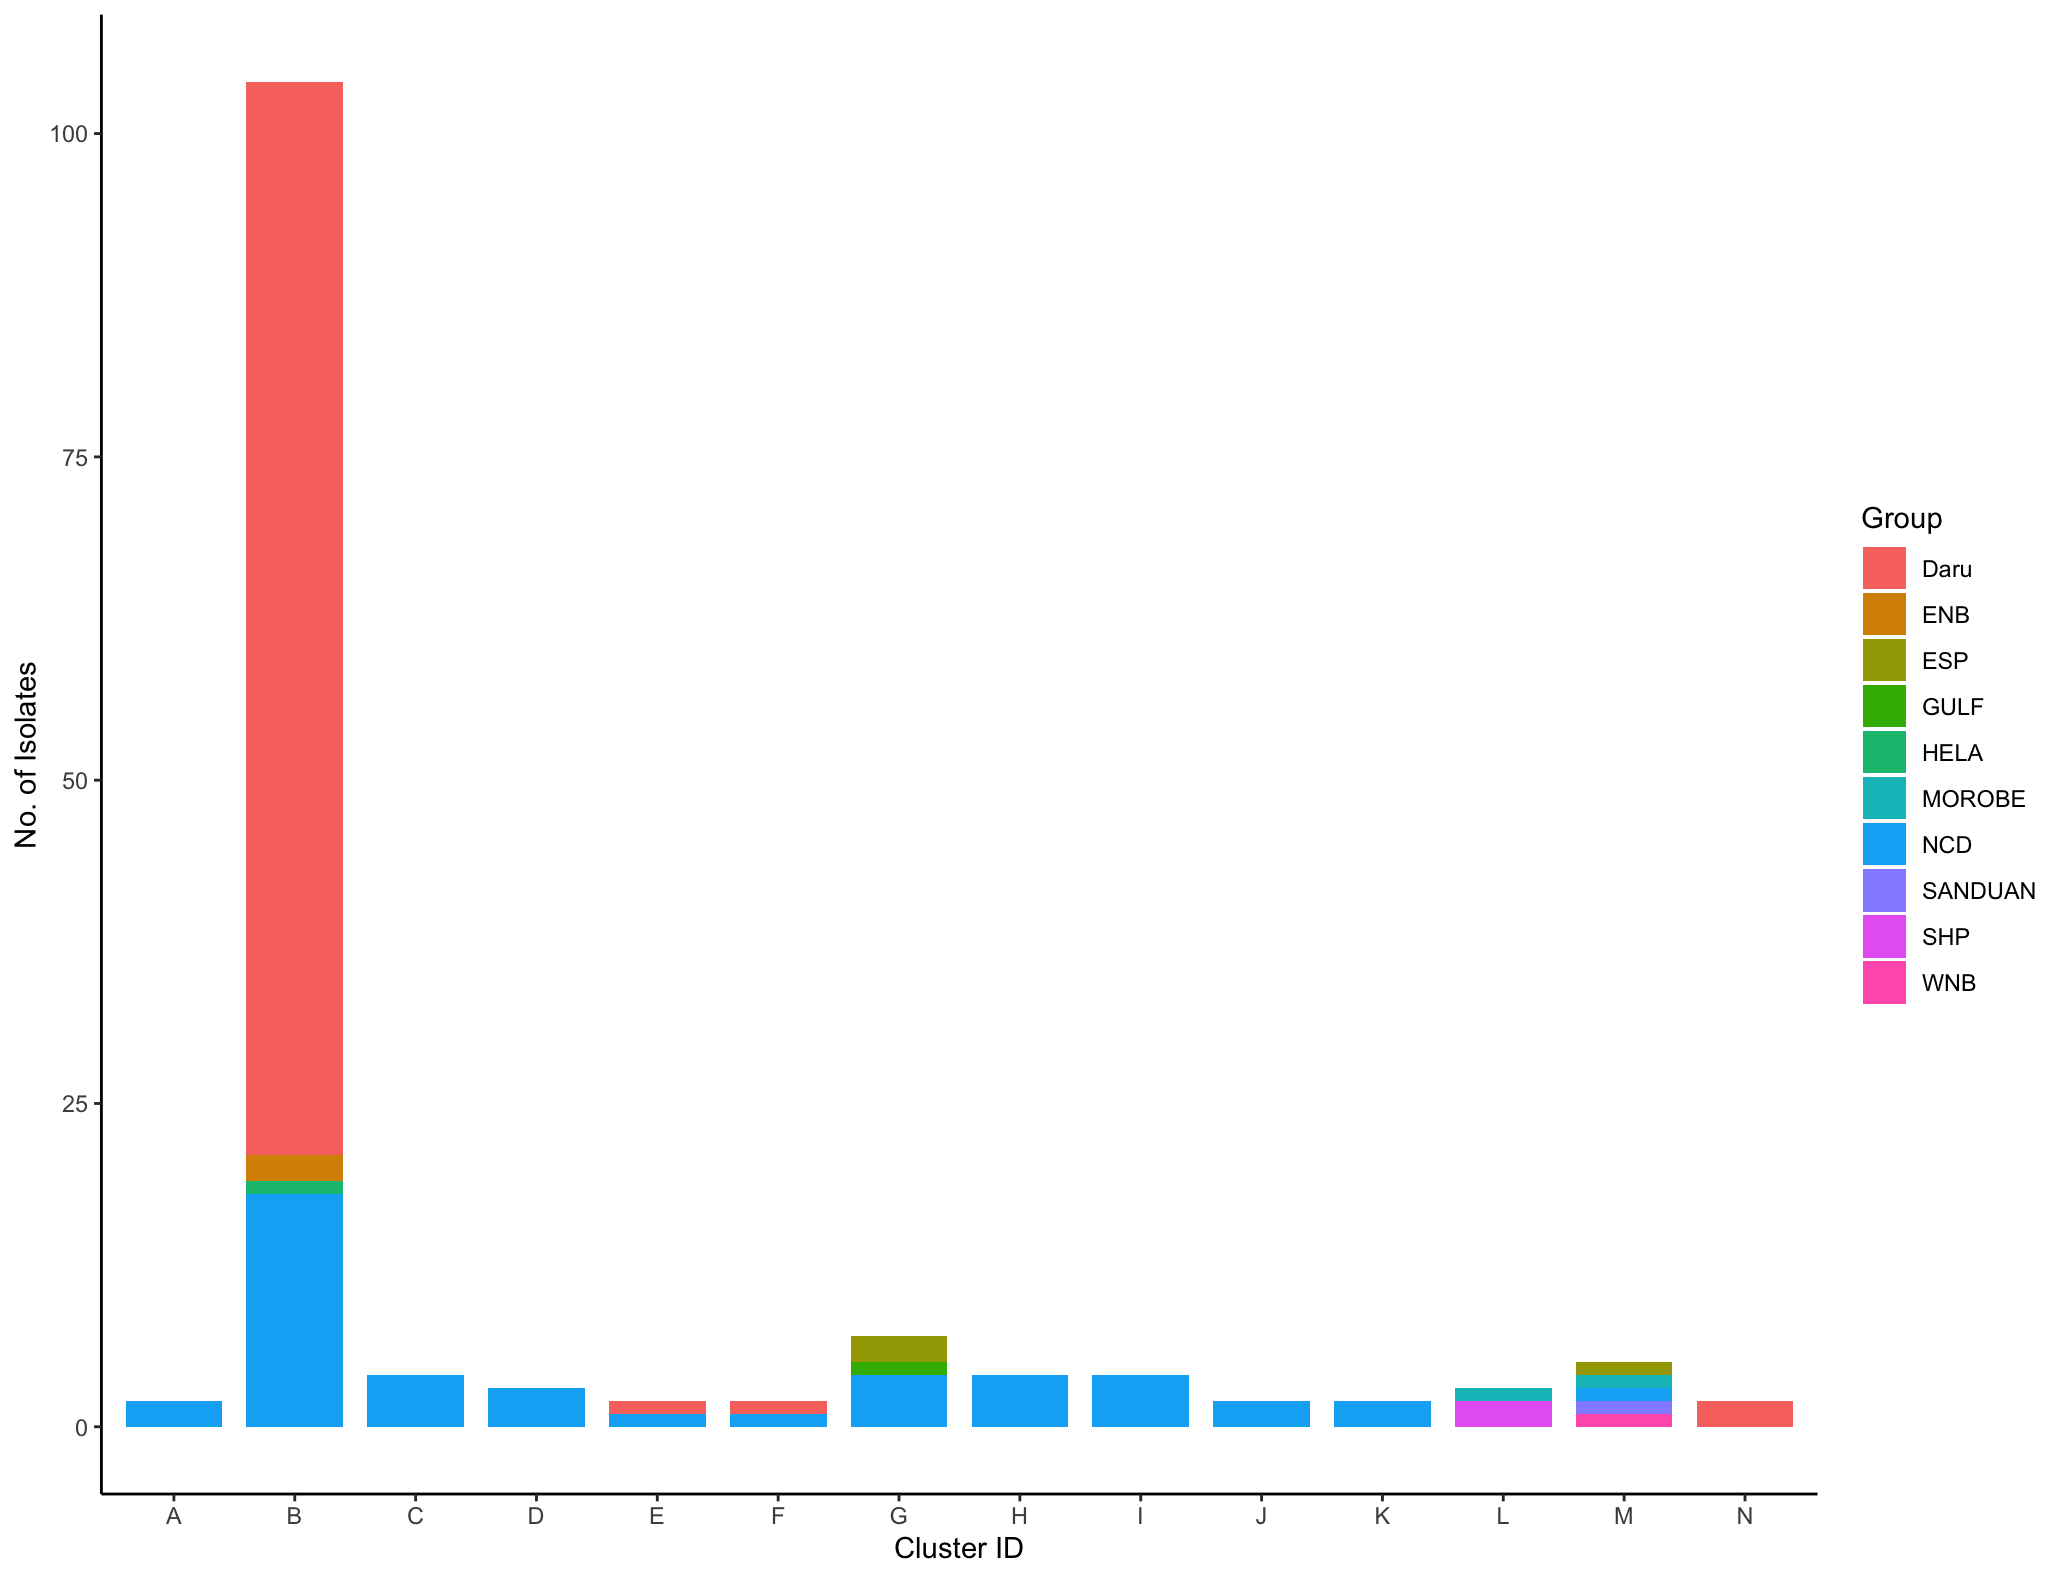 100
75
50
25
0
No. of Isolates
A B C D E F G H I J K L M N
Cluster ID
Group
Daru
ENB
ESP
GULF
HELA
MOROBE
NCD
SANDUAN
SHP
WNB